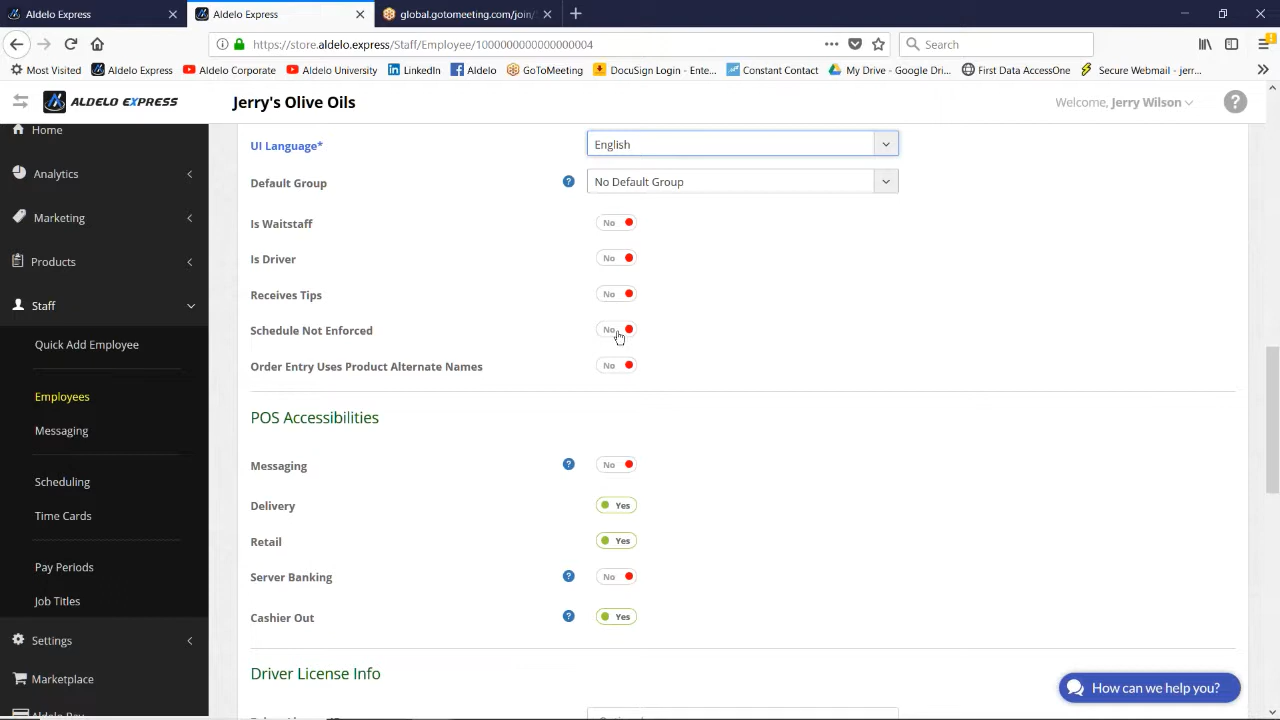 Aldelo Express
Aldelo Express
global.gotomeeting.com/join/
https://store.aldelo.express/Staff/Employee/1000000000000000004
Search
Most Visited
Aldelo Express
Aldelo Corporate
Aldelo University
LinkedIn
Aldelo
GoToMeeting
DocuSign Login - Ente...
Constant Contact
My Drive - Google Dri...
First Data AccessOne
Secure Webmail - jerr...
ALDELO EXPRESS
Jerry's Olive Oils
Welcome, Jerry Wilson
?
Home
Analytics
Marketing
Products
Staff
Quick Add Employee
Employees
Messaging
Scheduling
Time Cards
Pay Periods
Job Titles
Settings
Marketplace
Aldelo Pay
UI Language*
English
Default Group
?
No Default Group
Is Waitstaff
No
Is Driver
No
Receives Tips
No
Schedule Not Enforced
No
Order Entry Uses Product Alternate Names
No
POS Accessibilities
Messaging
?
No
Delivery
Yes
Retail
Yes
Server Banking
?
No
Cashier Out
?
Yes
Driver License Info
How can we help you?